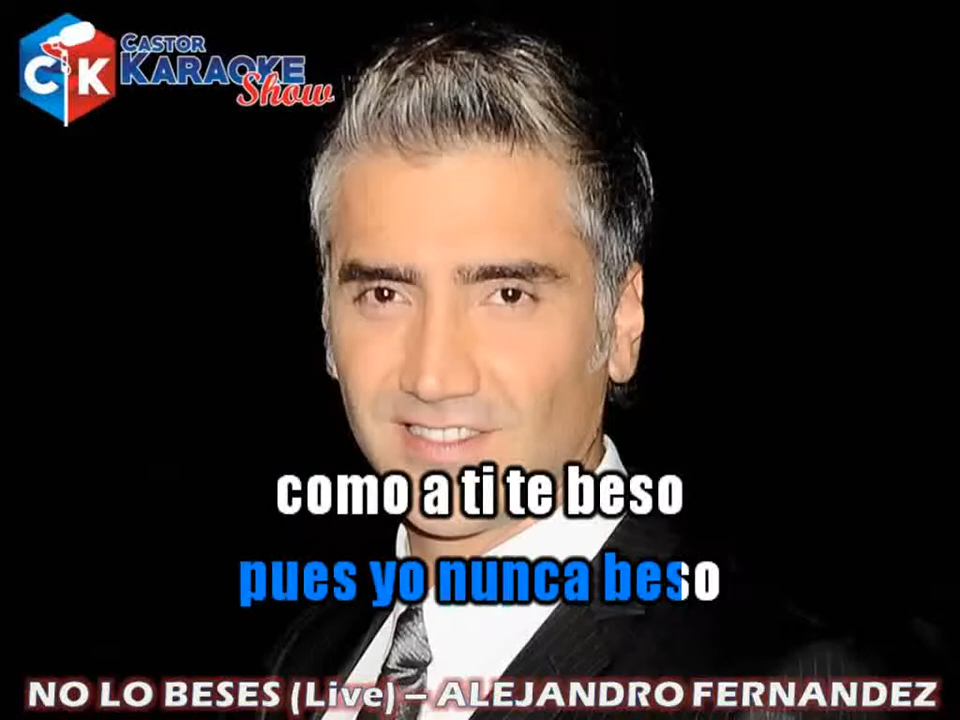 CK
CASTOR
KARAOKE
Show
como a ti te beso
pues yo nunca beso
NO LO BESES (Live) – ALEJANDRO FERNANDEZ